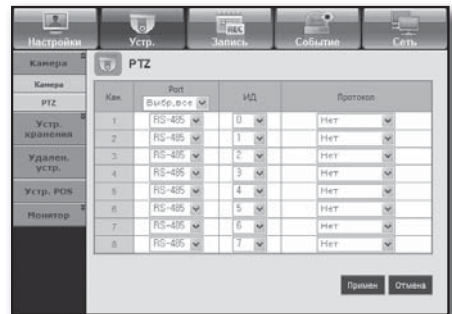 Настройки Устр. Запись Событие Сеть
REC
Камера
Камера
PTZ
Устр. хранения
Удален. устр.
Устр. POS
Монитор
PTZ
Кан. Port ИД Протокол
Выбр.все
1 RS-485 0 Нет
2 RS-485 1 Нет
3 RS-485 2 Нет
4 RS-485 3 Нет
5 RS-485 4 Нет
6 RS-485 5 Нет
7 RS-485 6 Нет
8 RS-485 7 Нет
Примен Отмена